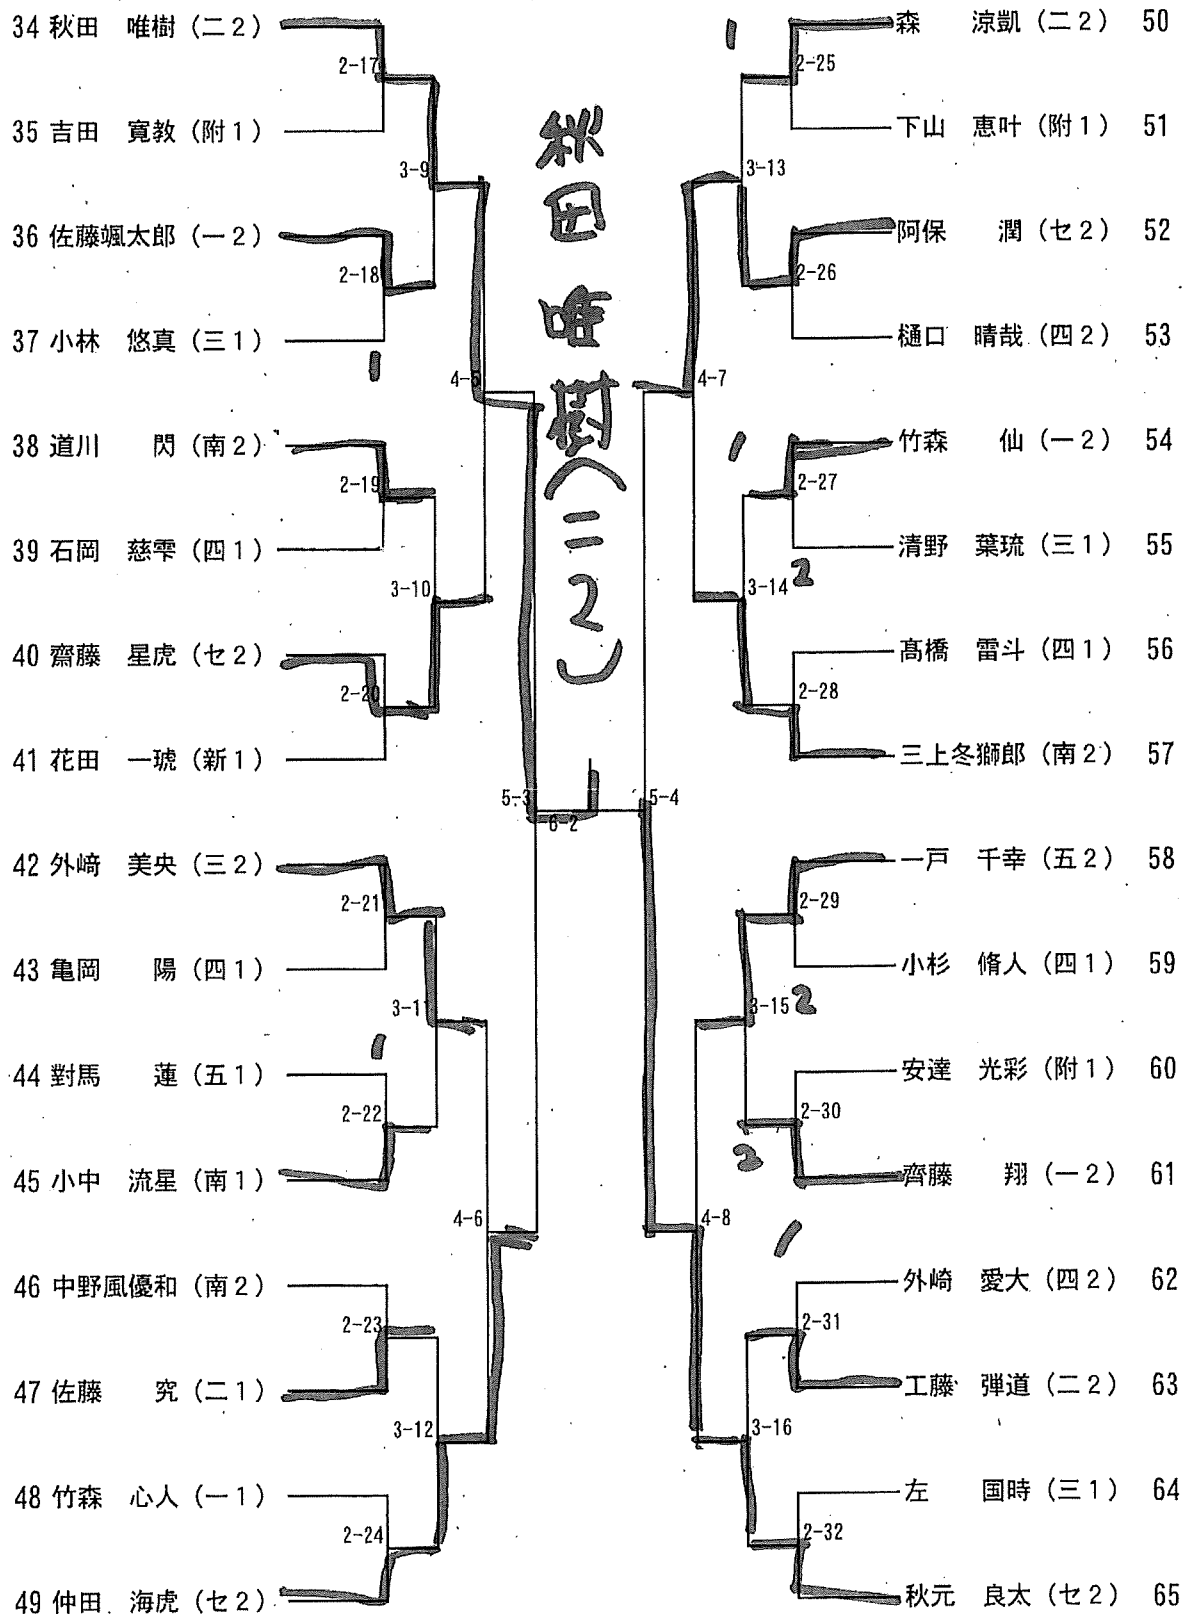 34 秋田　唯樹（二２）
2-17
35 吉田　寛教（附１）
3-9
36 佐藤颯太郎（一２）
2-18
37 小林　悠真（三１）
1
4-5
38 道川　　閃（南２）
2-19
39 石岡　慈雫（四１）
3-10
40 齋藤　星虎（セ２）
2-20
41 花田　一琥（新１）
5-3
42 外﨑　美央（三２）
2-21
43 亀岡　　陽（四１）
3-11
1
44 對馬　　蓮（五１）
2-22
45 小中　流星（南１）
4-6
46 中野風優和（南２）
2-23
47 佐藤　　究（二１）
3-12
48 竹森　心人（一１）
2-24
49 仲田　海虎（セ２）
秋田唯樹（二2）
6-2
森　　涼凱（二２） 50
1
2-25
下山　恵叶（附１） 51
3-13
阿保　　潤（セ２） 52
2-26
樋口　晴哉（四２） 53
4-7
1
竹森　　仙（一２） 54
2-27
清野　葉琉（三１） 55
3-14
2
髙橋　雷斗（四１） 56
2-28
三上冬獅郎（南２） 57
5-4
一戸　千幸（五２） 58
2-29
小杉　脩人（四１） 59
3-15
2
安達　光彩（附１） 60
2-30
2
齊藤　　翔（一２） 61
4-8
1
外崎　愛大（四２） 62
2-31
工藤　弾道（二２） 63
3-16
左　　国時（三１） 64
2-32
秋元　良太（セ２） 65